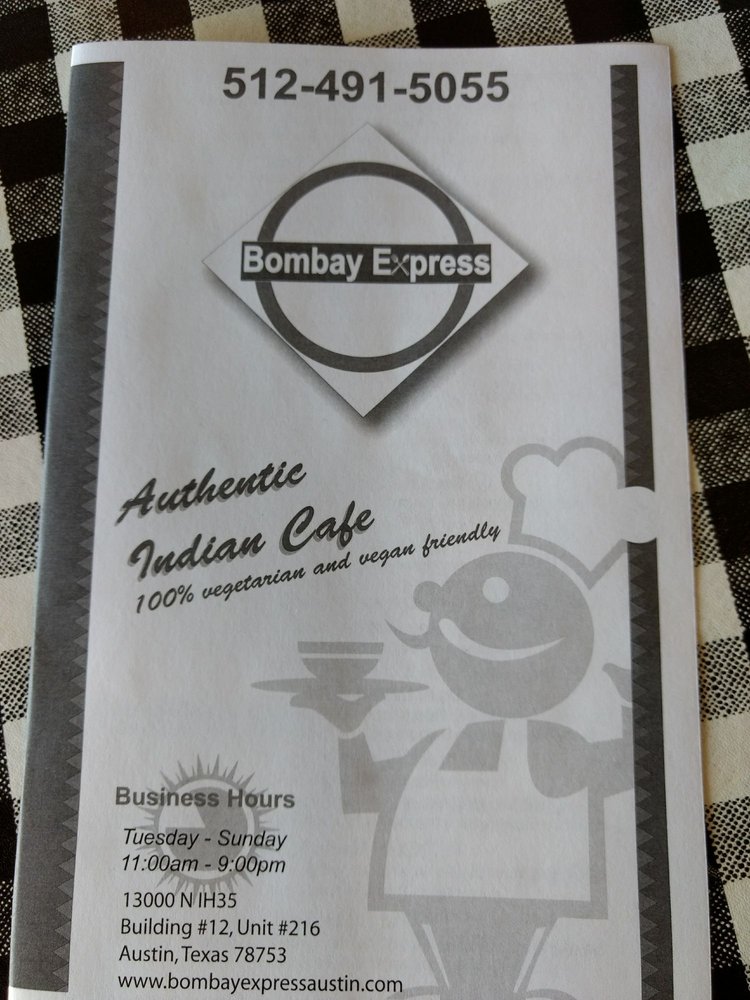 512-491-5055
Bombay Express
Authentic
Indian Cafe
100% vegetarian and vegan friendly
Business Hours
Tuesday - Sunday
11:00am - 9:00pm
13000 N IH35
Building #12, Unit #216
Austin, Texas 78753
www.bombayexpressaustin.com